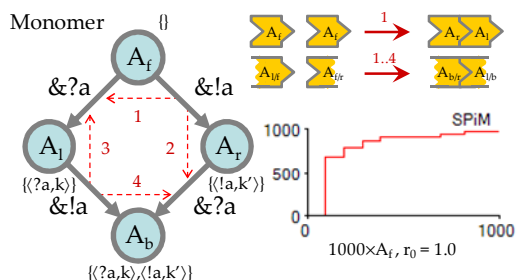 Monomer
{}
A_f
&?a
&!a
1
2
3
4
A_l
A_r
{⟨?a,k⟩}
{⟨!a,k'⟩}
&!a
&?a
A_b
{⟨?a,k⟩,⟨!a,k'⟩}
A_f A_f 1 A_r A_l
A_l/f A_f/r 1..4 A_b/r A_l/b
SPiM
1000
500
0
0 1000
1000×A_f , r_0 = 1.0